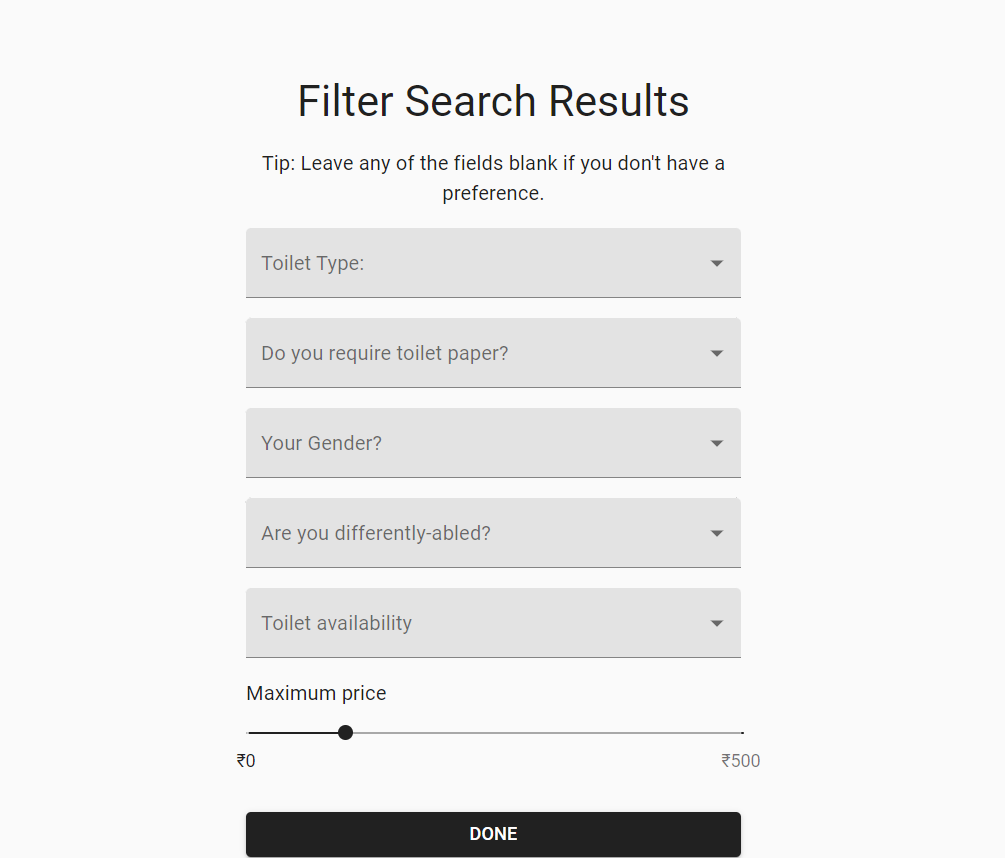 Filter Search Results
Tip: Leave any of the fields blank if you don't have a
preference.
Toilet Type:
Do you require toilet paper?
Your Gender?
Are you differently-abled?
Toilet availability
Maximum price
₹0
₹500
DONE